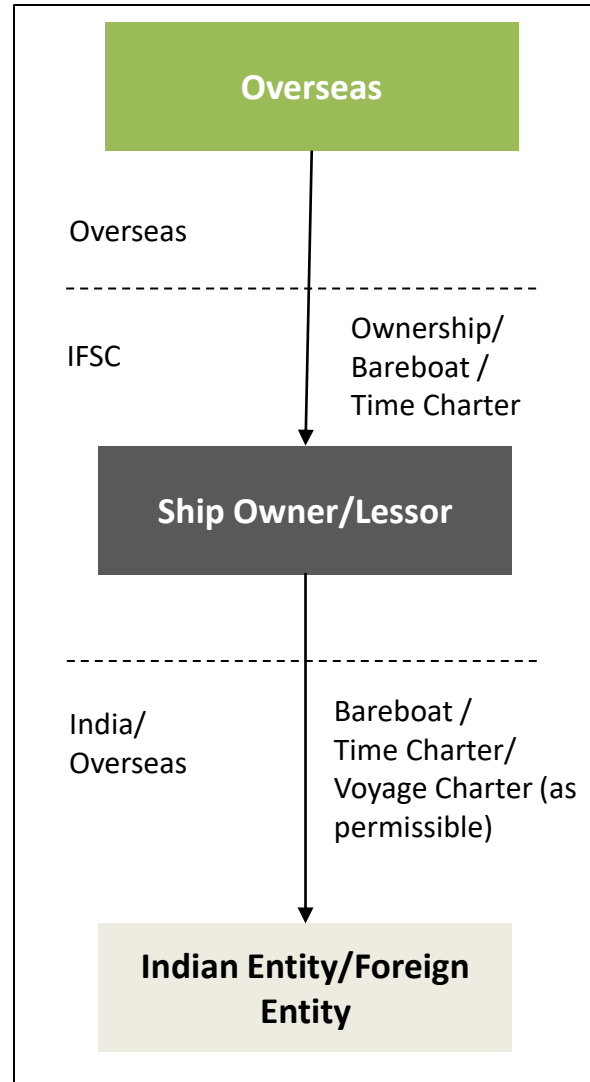 Overseas
Overseas
IFSC
Ownership/
Bareboat /
Time Charter
Ship Owner/Lessor
India/
Overseas
Bareboat /
Time Charter/
Voyage Charter (as
permissible)
Indian Entity/Foreign
Entity